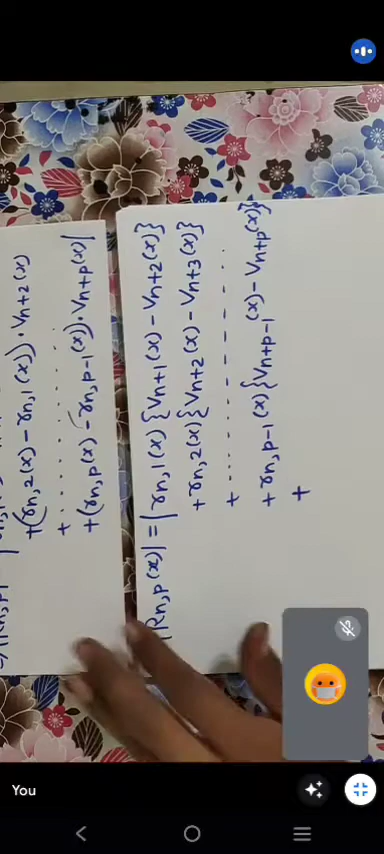 +(rn,2(x) - rn,1(x)) . Vn+2(x)
+ . . . . . . . . . . . .
+(rn,p(x) - rn,p-1(x)) . Vn+p(x)|
|Rn,p(x)| = |rn,1(x) {Vn+1(x) - Vn+2(x)}
+ rn,2(x) {Vn+2(x) - Vn+3(x)}
+ . . . . . . . . . . . .
+ rn,p-1(x) {Vn+p-1(x) - Vn+p(x)}
+
You